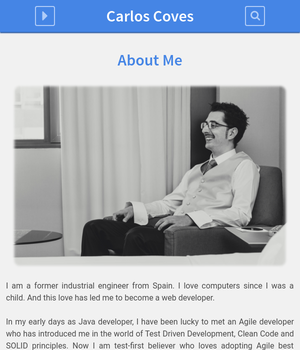 Carlos Coves
About Me
I am a former industrial engineer from Spain. I love computers since I was a
child. And this love has led me to become a web developer.
In my early days as Java developer, I have been lucky to met an Agile developer
who has introduced me in the world of Test Driven Development, Clean Code and
SOLID principles. Now I am test-first believer who loves adopting Agile best